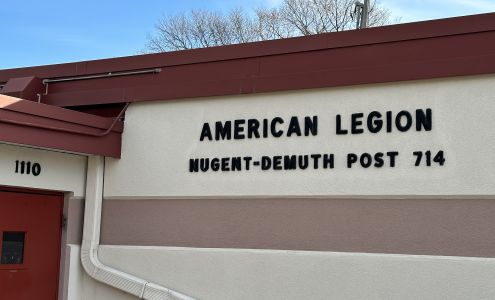 AMERICAN LEGION
NUGENT-DEMUTH POST 714
1110